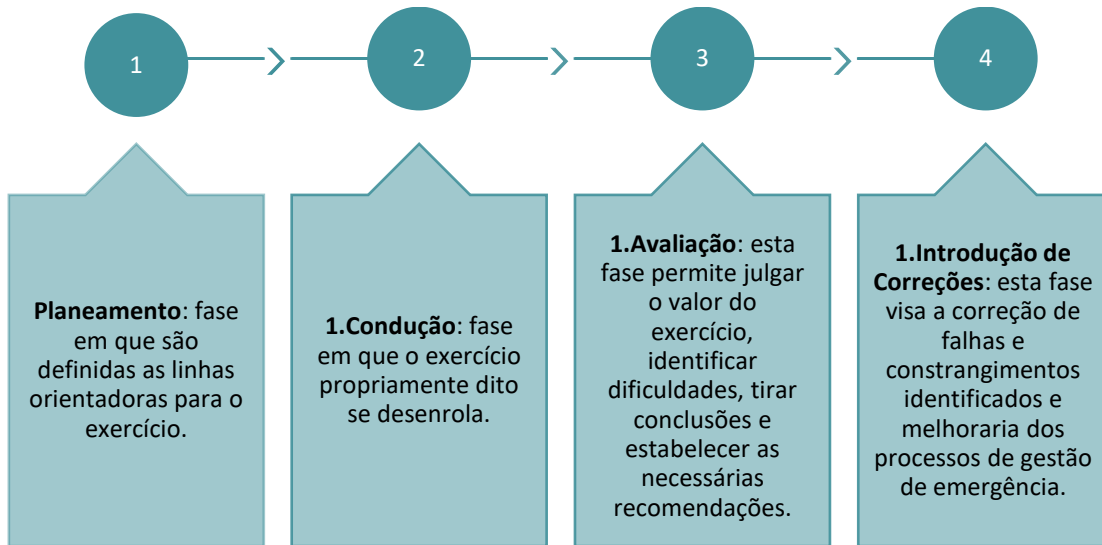 1
2
3
4
Planeamento: fase
em que são
definidas as linhas
orientadoras para o
exercício.
1.Condução: fase
em que o exercício
propriamente dito
se desenrola.
1.Avaliação: esta
fase permite julgar
o valor do
exercício,
identificar
dificuldades, tirar
conclusões e
estabelecer as
necessárias
recomendações.
1.Introdução de
Correções: esta fase
visa a correção de
falhas e
constrangimentos
identificados e
melhoraria dos
processos de gestão
de emergência.